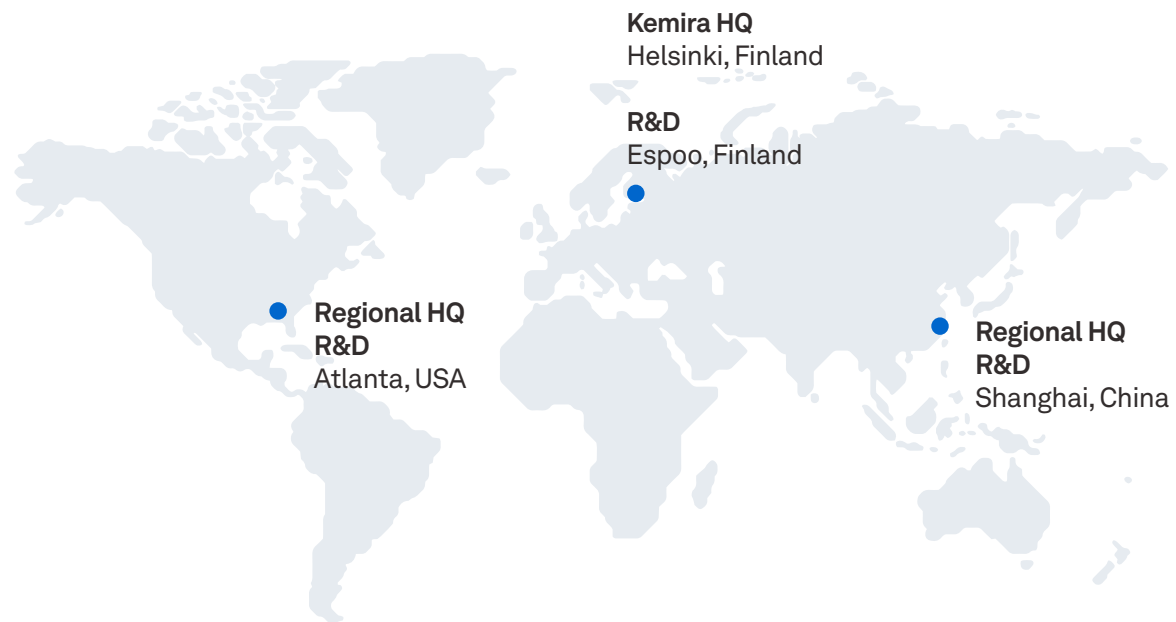 Kemira HQ
Helsinki, Finland
R&D
Espoo, Finland
Regional HQ
R&D
Atlanta, USA
Regional HQ
R&D
Shanghai, China